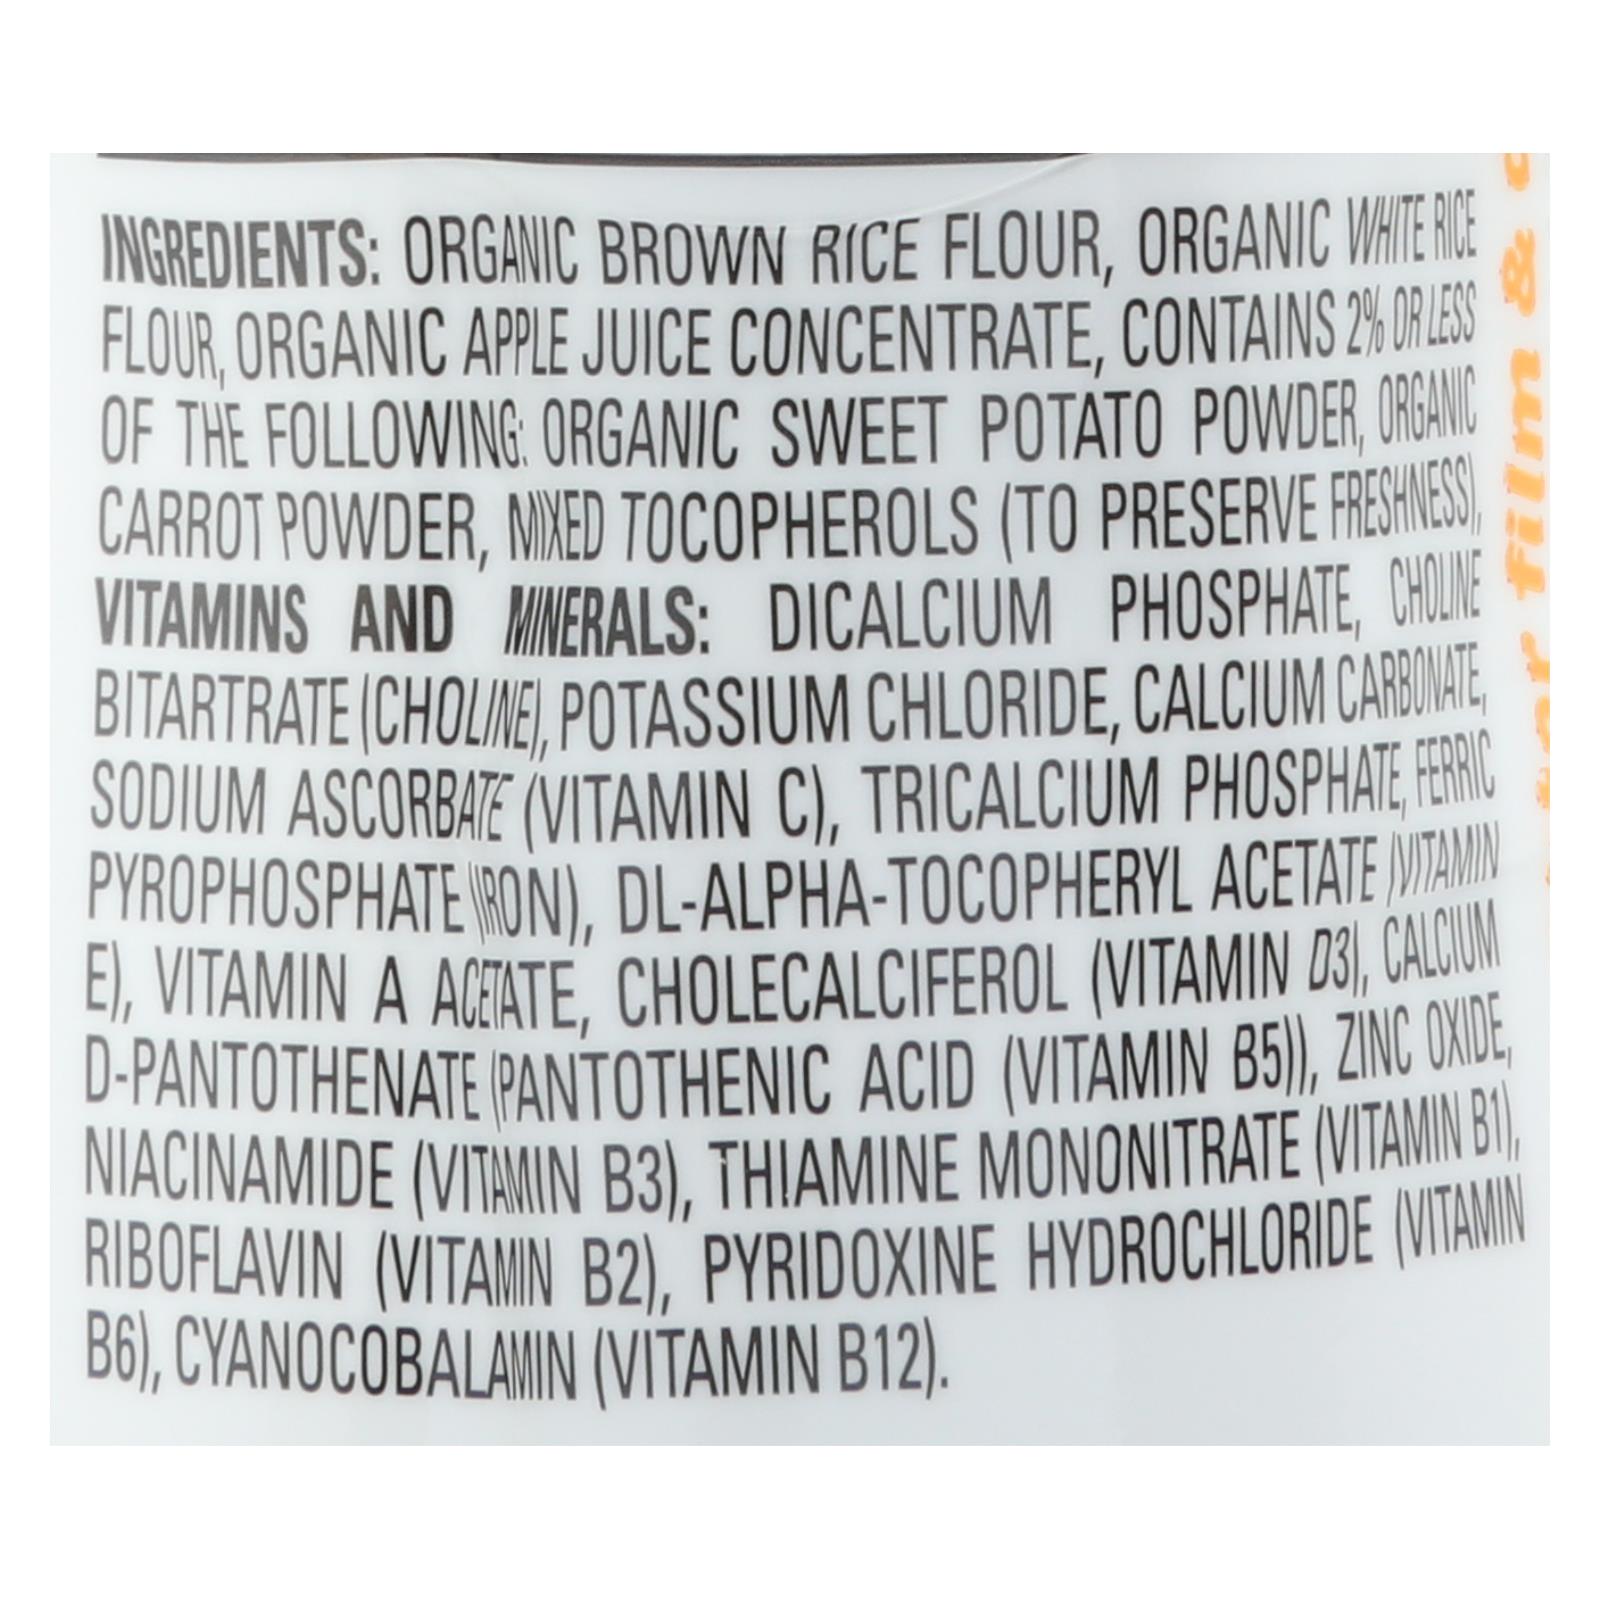 INGREDIENTS: ORGANIC BROWN RICE FLOUR, ORGANIC WHITE RICE
FLOUR, ORGANIC APPLE JUICE CONCENTRATE, CONTAINS 2% OR LESS
OF THE FOLLOWING: ORGANIC SWEET POTATO POWDER, ORGANIC
CARROT POWDER, MIXED TOCOPHEROLS (TO PRESERVE FRESHNESS),
VITAMINS AND MINERALS: DICALCIUM PHOSPHATE, CHOLINE
BITARTRATE (CHOLINE), POTASSIUM CHLORIDE, CALCIUM CARBONATE,
SODIUM ASCORBATE (VITAMIN C), TRICALCIUM PHOSPHATE, FERRIC
PYROPHOSPHATE (IRON), DL-ALPHA-TOCOPHERYL ACETATE (VITAMIN
E), VITAMIN A ACETATE, CHOLECALCIFEROL (VITAMIN D3), CALCIUM
D-PANTOTHENATE (PANTOTHENIC ACID (VITAMIN B5)), ZINC OXIDE,
NIACINAMIDE (VITAMIN B3), THIAMINE MONONITRATE (VITAMIN B1),
RIBOFLAVIN (VITAMIN B2), PYRIDOXINE HYDROCHLORIDE (VITAMIN
B6), CYANOCOBALAMIN (VITAMIN B12).
film &